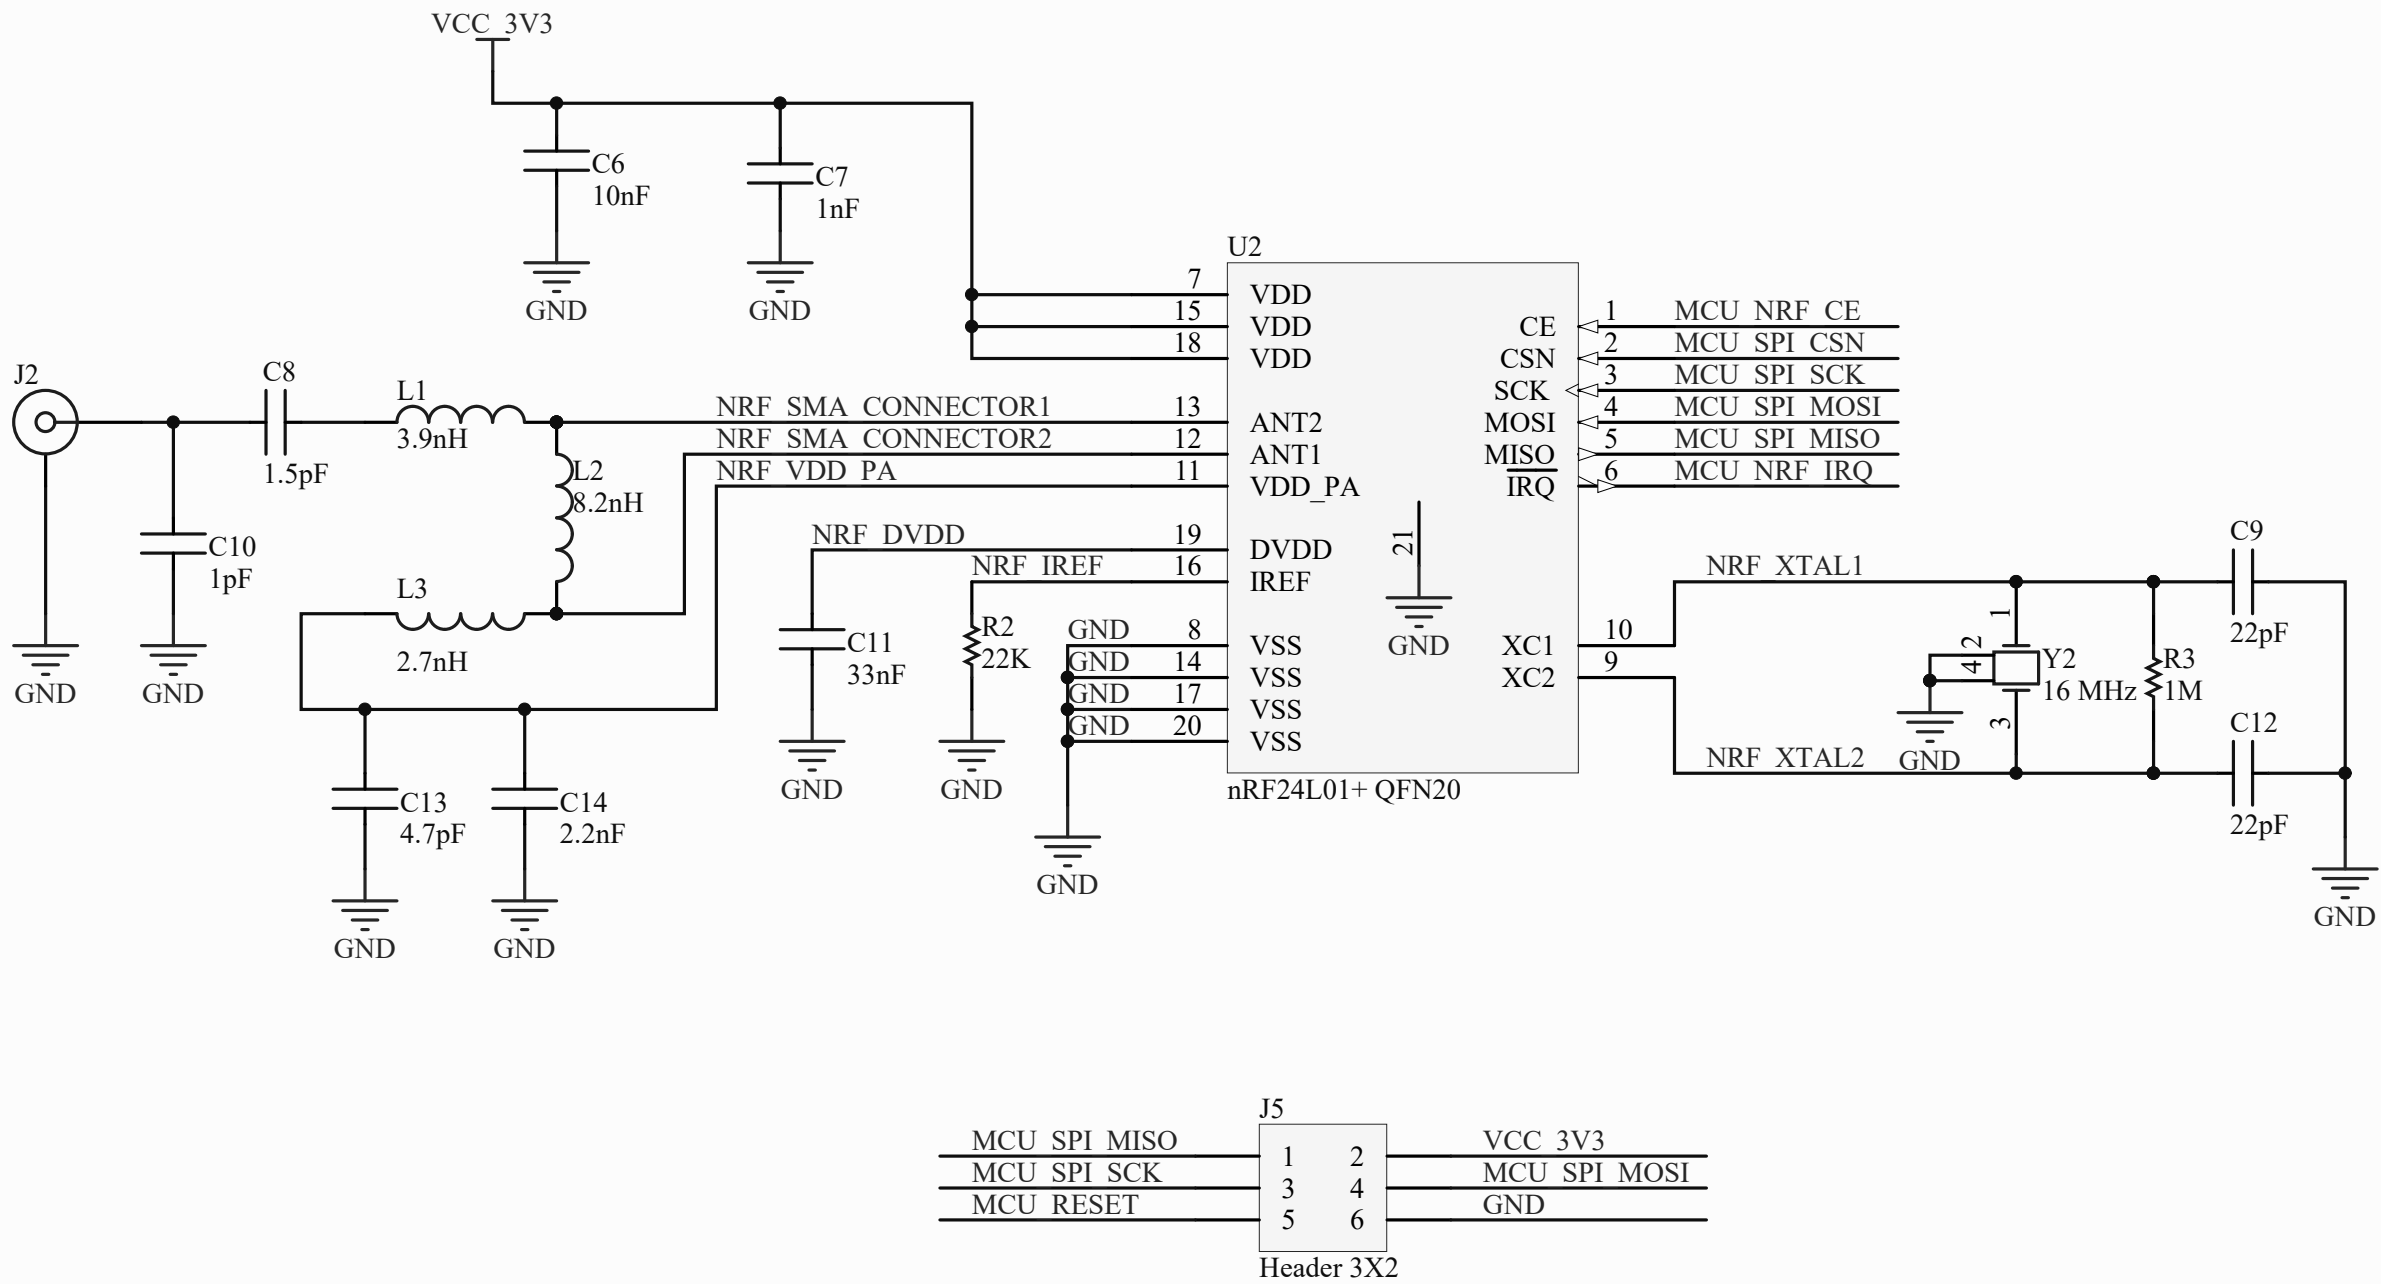 VCC_3V3
C6
10nF
C7
1nF
GND
GND
U2
7
VDD
15
VDD
18
VDD
CE
1
MCU_NRF_CE
CSN
2
MCU_SPI_CSN
SCK
3
MCU_SPI_SCK
MOSI
4
MCU_SPI_MOSI
MISO
5
MCU_SPI_MISO
IRQ
6
MCU_NRF_IRQ
J2
C8
1.5pF
L1
3.9nH
NRF_SMA_CONNECTOR1
13
ANT2
NRF_SMA_CONNECTOR2
12
ANT1
NRF_VDD_PA
11
VDD_PA
L2
8.2nH
C10
1pF
L3
2.7nH
GND
GND
NRF_DVDD
19
DVDD
NRF_IREF
16
IREF
21
GND
C11
33nF
R2
22K
GND
8
VSS
GND
14
VSS
GND
17
VSS
GND
20
VSS
GND
GND
GND
nRF24L01+ QFN20
XC1
10
XC2
9
NRF_XTAL1
NRF_XTAL2
1
2
4
3
Y2
16 MHz
GND
R3
1M
C9
22pF
C12
22pF
GND
C13
4.7pF
C14
2.2nF
GND
GND
J5
MCU_SPI_MISO
1
2
VCC_3V3
MCU_SPI_SCK
3
4
MCU_SPI_MOSI
MCU_RESET
5
6
GND
Header 3X2